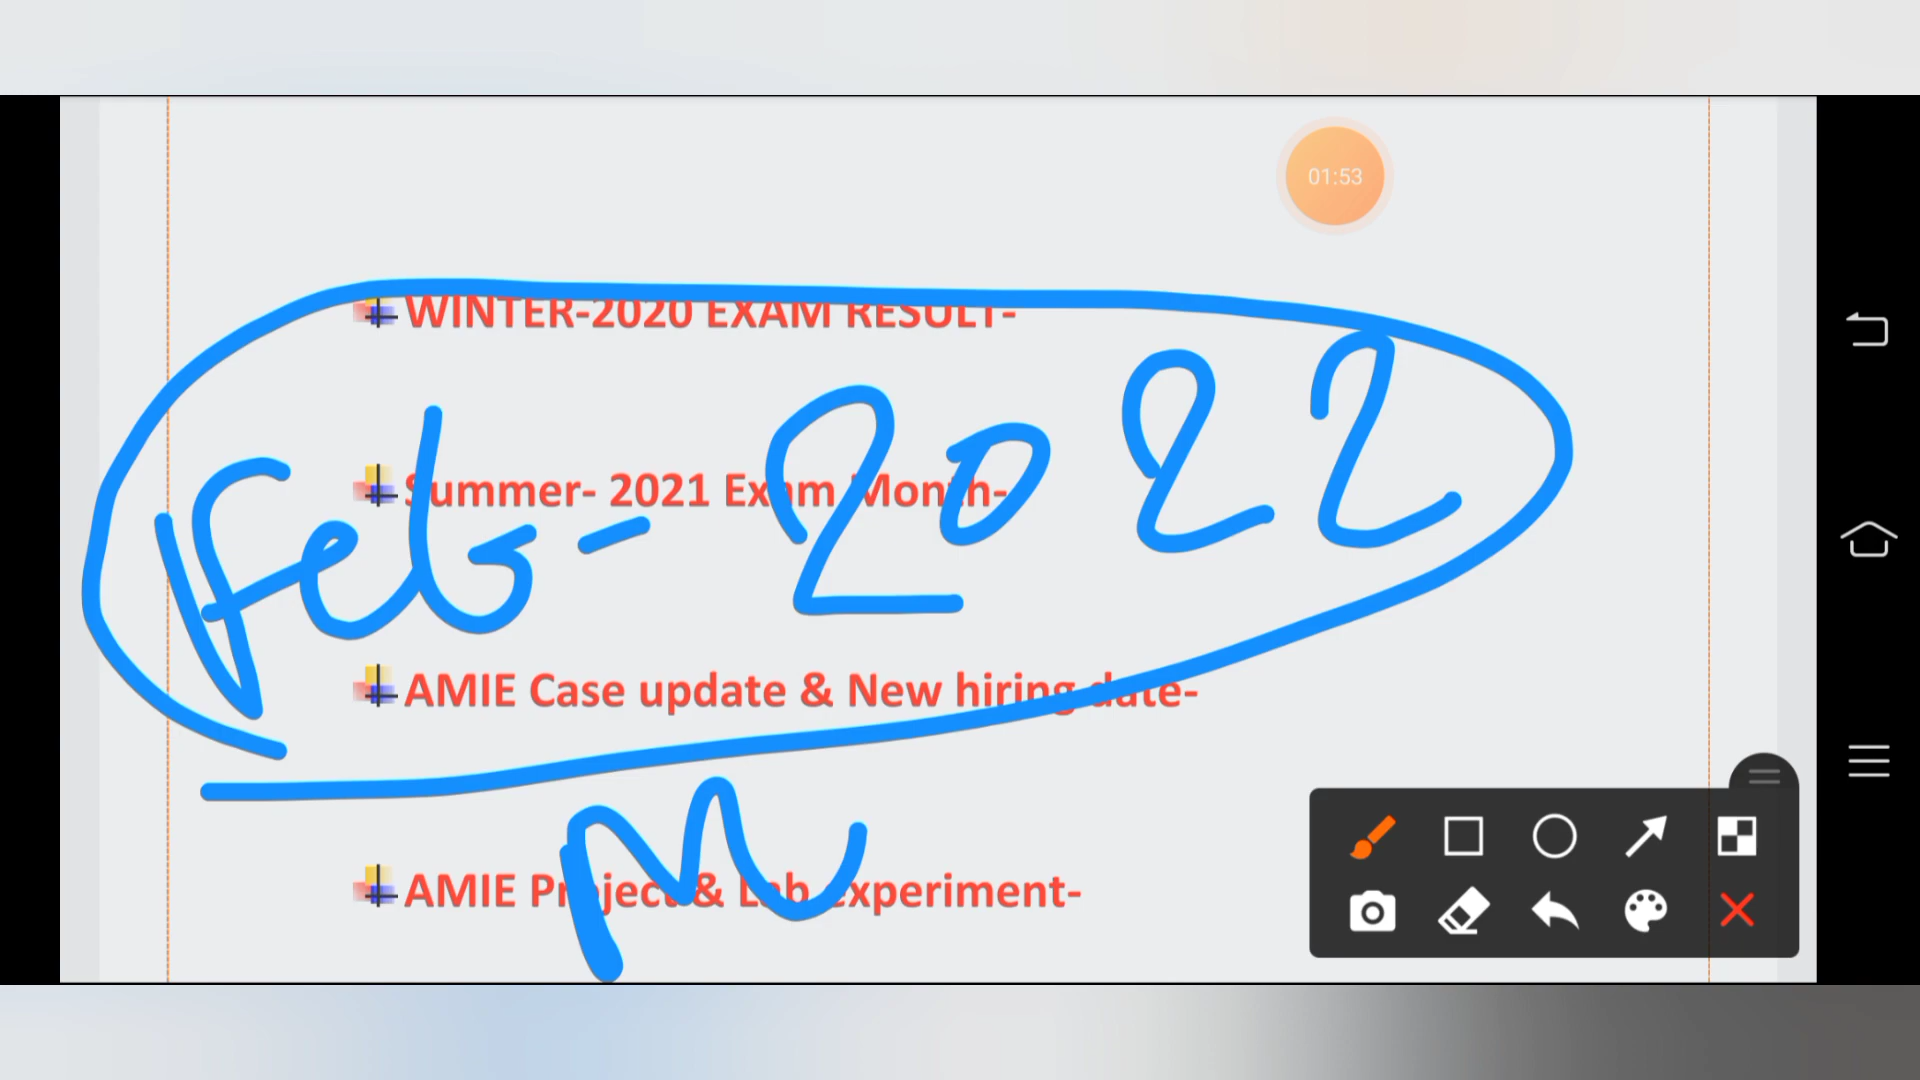 01:53
WINTER-2020 EXAM RESULT-
Feb - 2022
Summer- 2021 Exam Month-
AMIE Case update & New hiring date-
M
AMIE Project & Lab experiment-